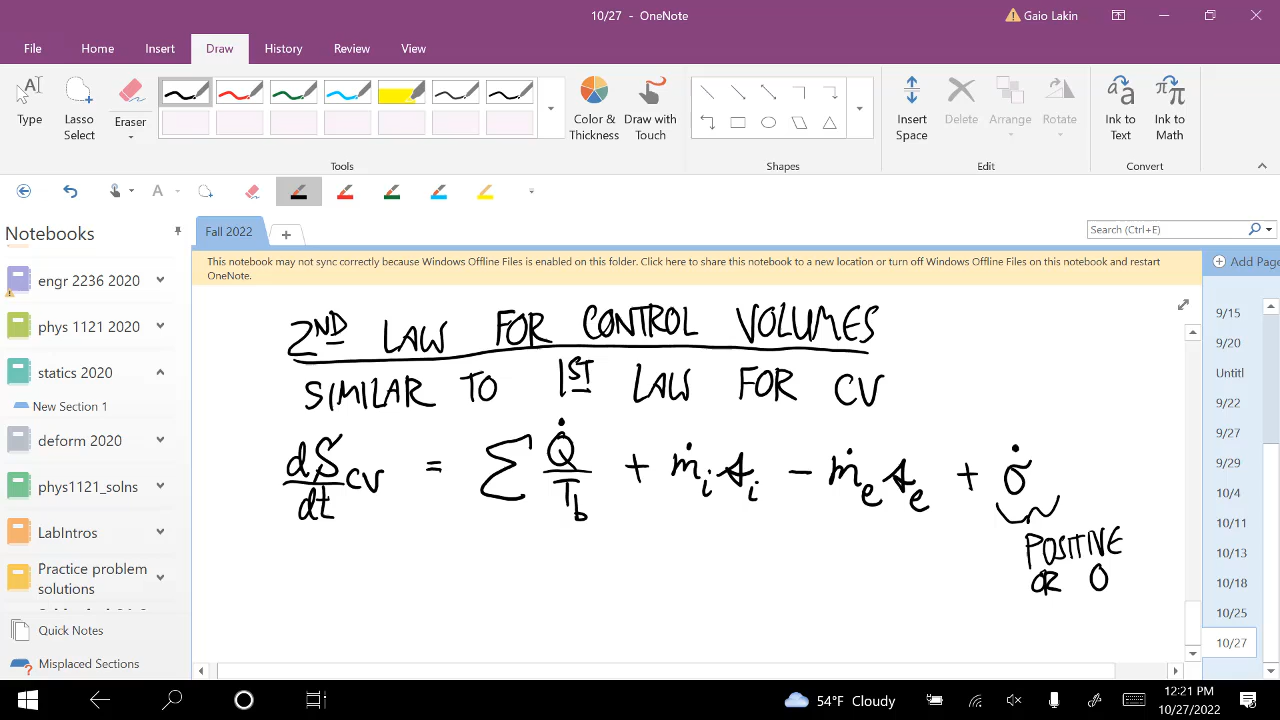 10/27 - OneNote
Gaio Lakin
File Home Insert Draw History Review View
Type
Lasso Select
Eraser
Color & Thickness
Draw with Touch
Insert Space
Delete
Arrange
Rotate
Ink to Text
Ink to Math
Tools Shapes Edit Convert
Notebooks
Fall 2022
Search (Ctrl+E)
This notebook may not sync correctly because Windows Offline Files is enabled on this folder. Click here to share this notebook to a new location or turn off Windows Offline Files on this notebook and restart
OneNote.
Add Page
engr 2236 2020
phys 1121 2020
statics 2020
New Section 1
deform 2020
phys1121_solns
LabIntros
Practice problem
solutions
Quick Notes
Misplaced Sections
2ND LAW FOR CONTROL VOLUMES
SIMILAR TO 1ST LAW FOR CV
dS/dt CV = ∑ Q̇/T_b + ṁ_i s_i − ṁ_e s_e + σ̇
POSITIVE
OR 0
9/15
9/20
Untitl
9/22
9/27
9/29
10/4
10/11
10/13
10/18
10/25
10/27
54°F Cloudy
12:21 PM
10/27/2022